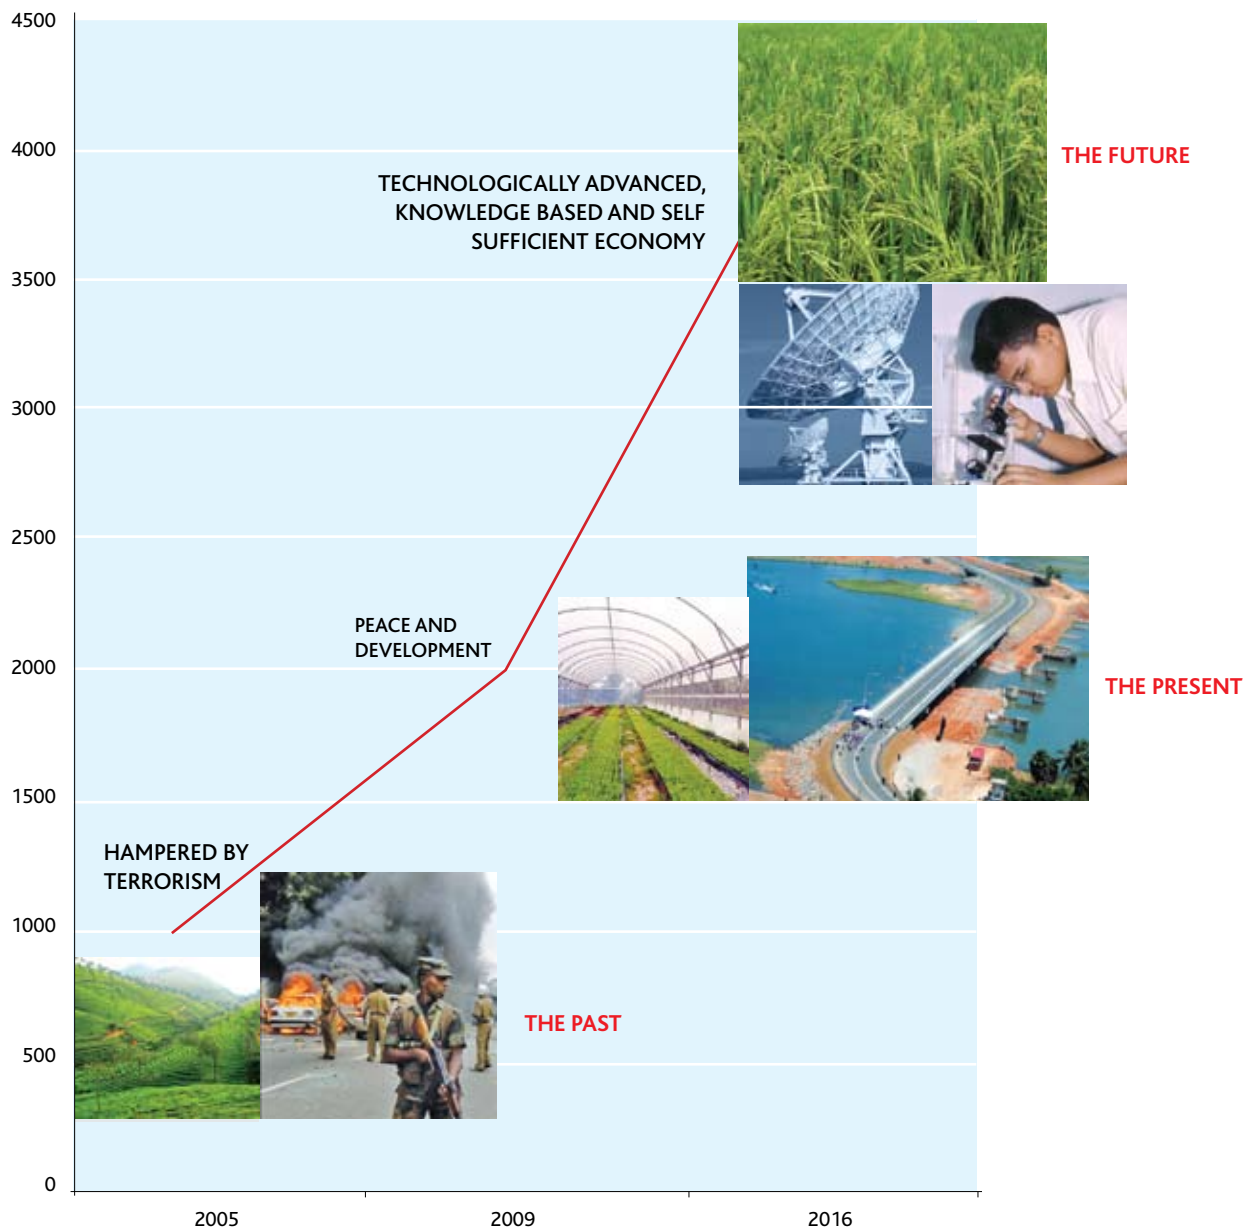 4500
4000
THE FUTURE
TECHNOLOGICALLY ADVANCED,
KNOWLEDGE BASED AND SELF
SUFFICIENT ECONOMY
3500
3000
2500
PEACE AND
DEVELOPMENT
2000
THE PRESENT
1500
HAMPERED BY
TERRORISM
1000
THE PAST
500
0
2005
2009
2016